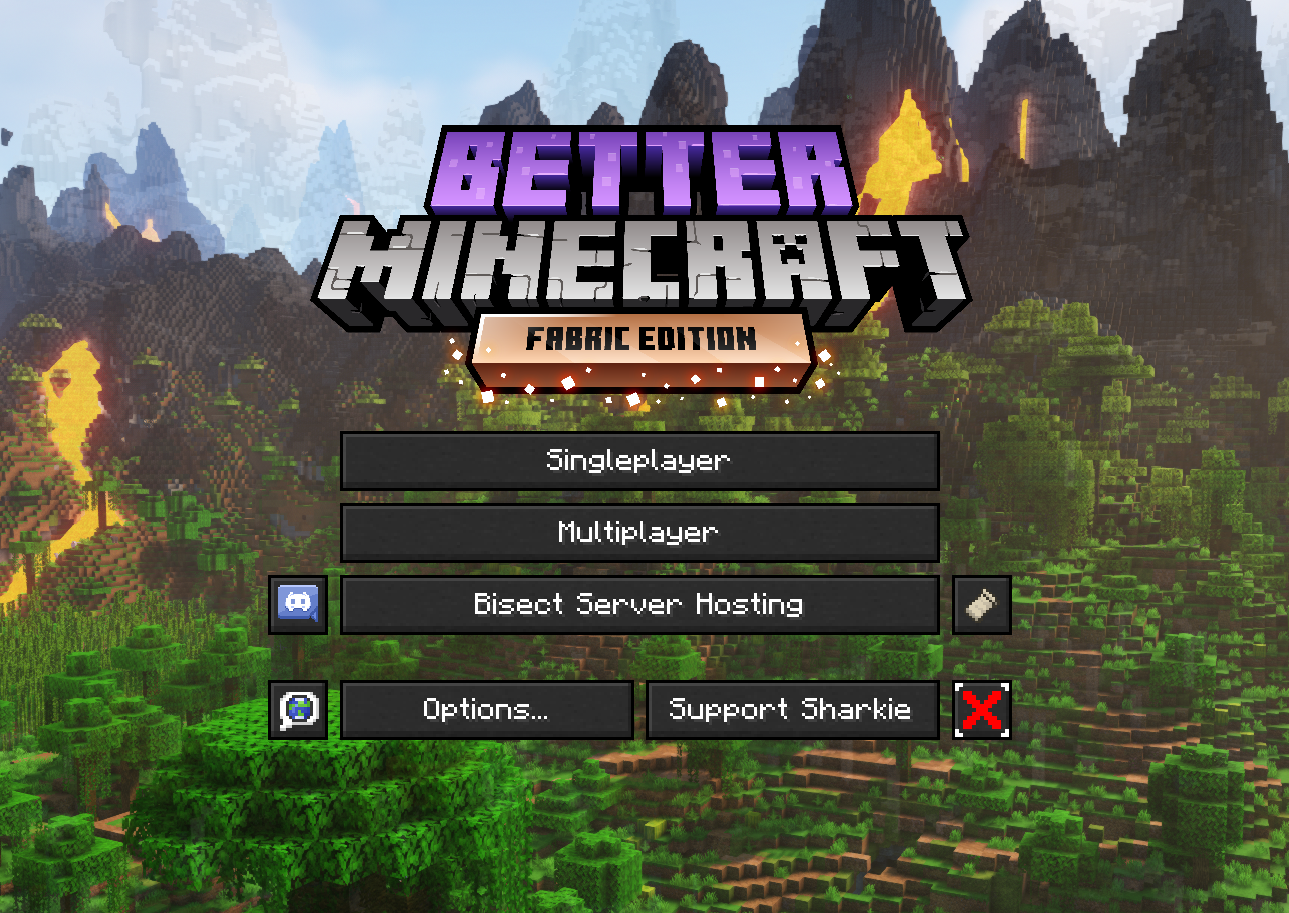 BETTER
MINECRAFT
FABRIC EDITION
Singleplayer
Multiplayer
Bisect Server Hosting
Options...
Support Sharkie